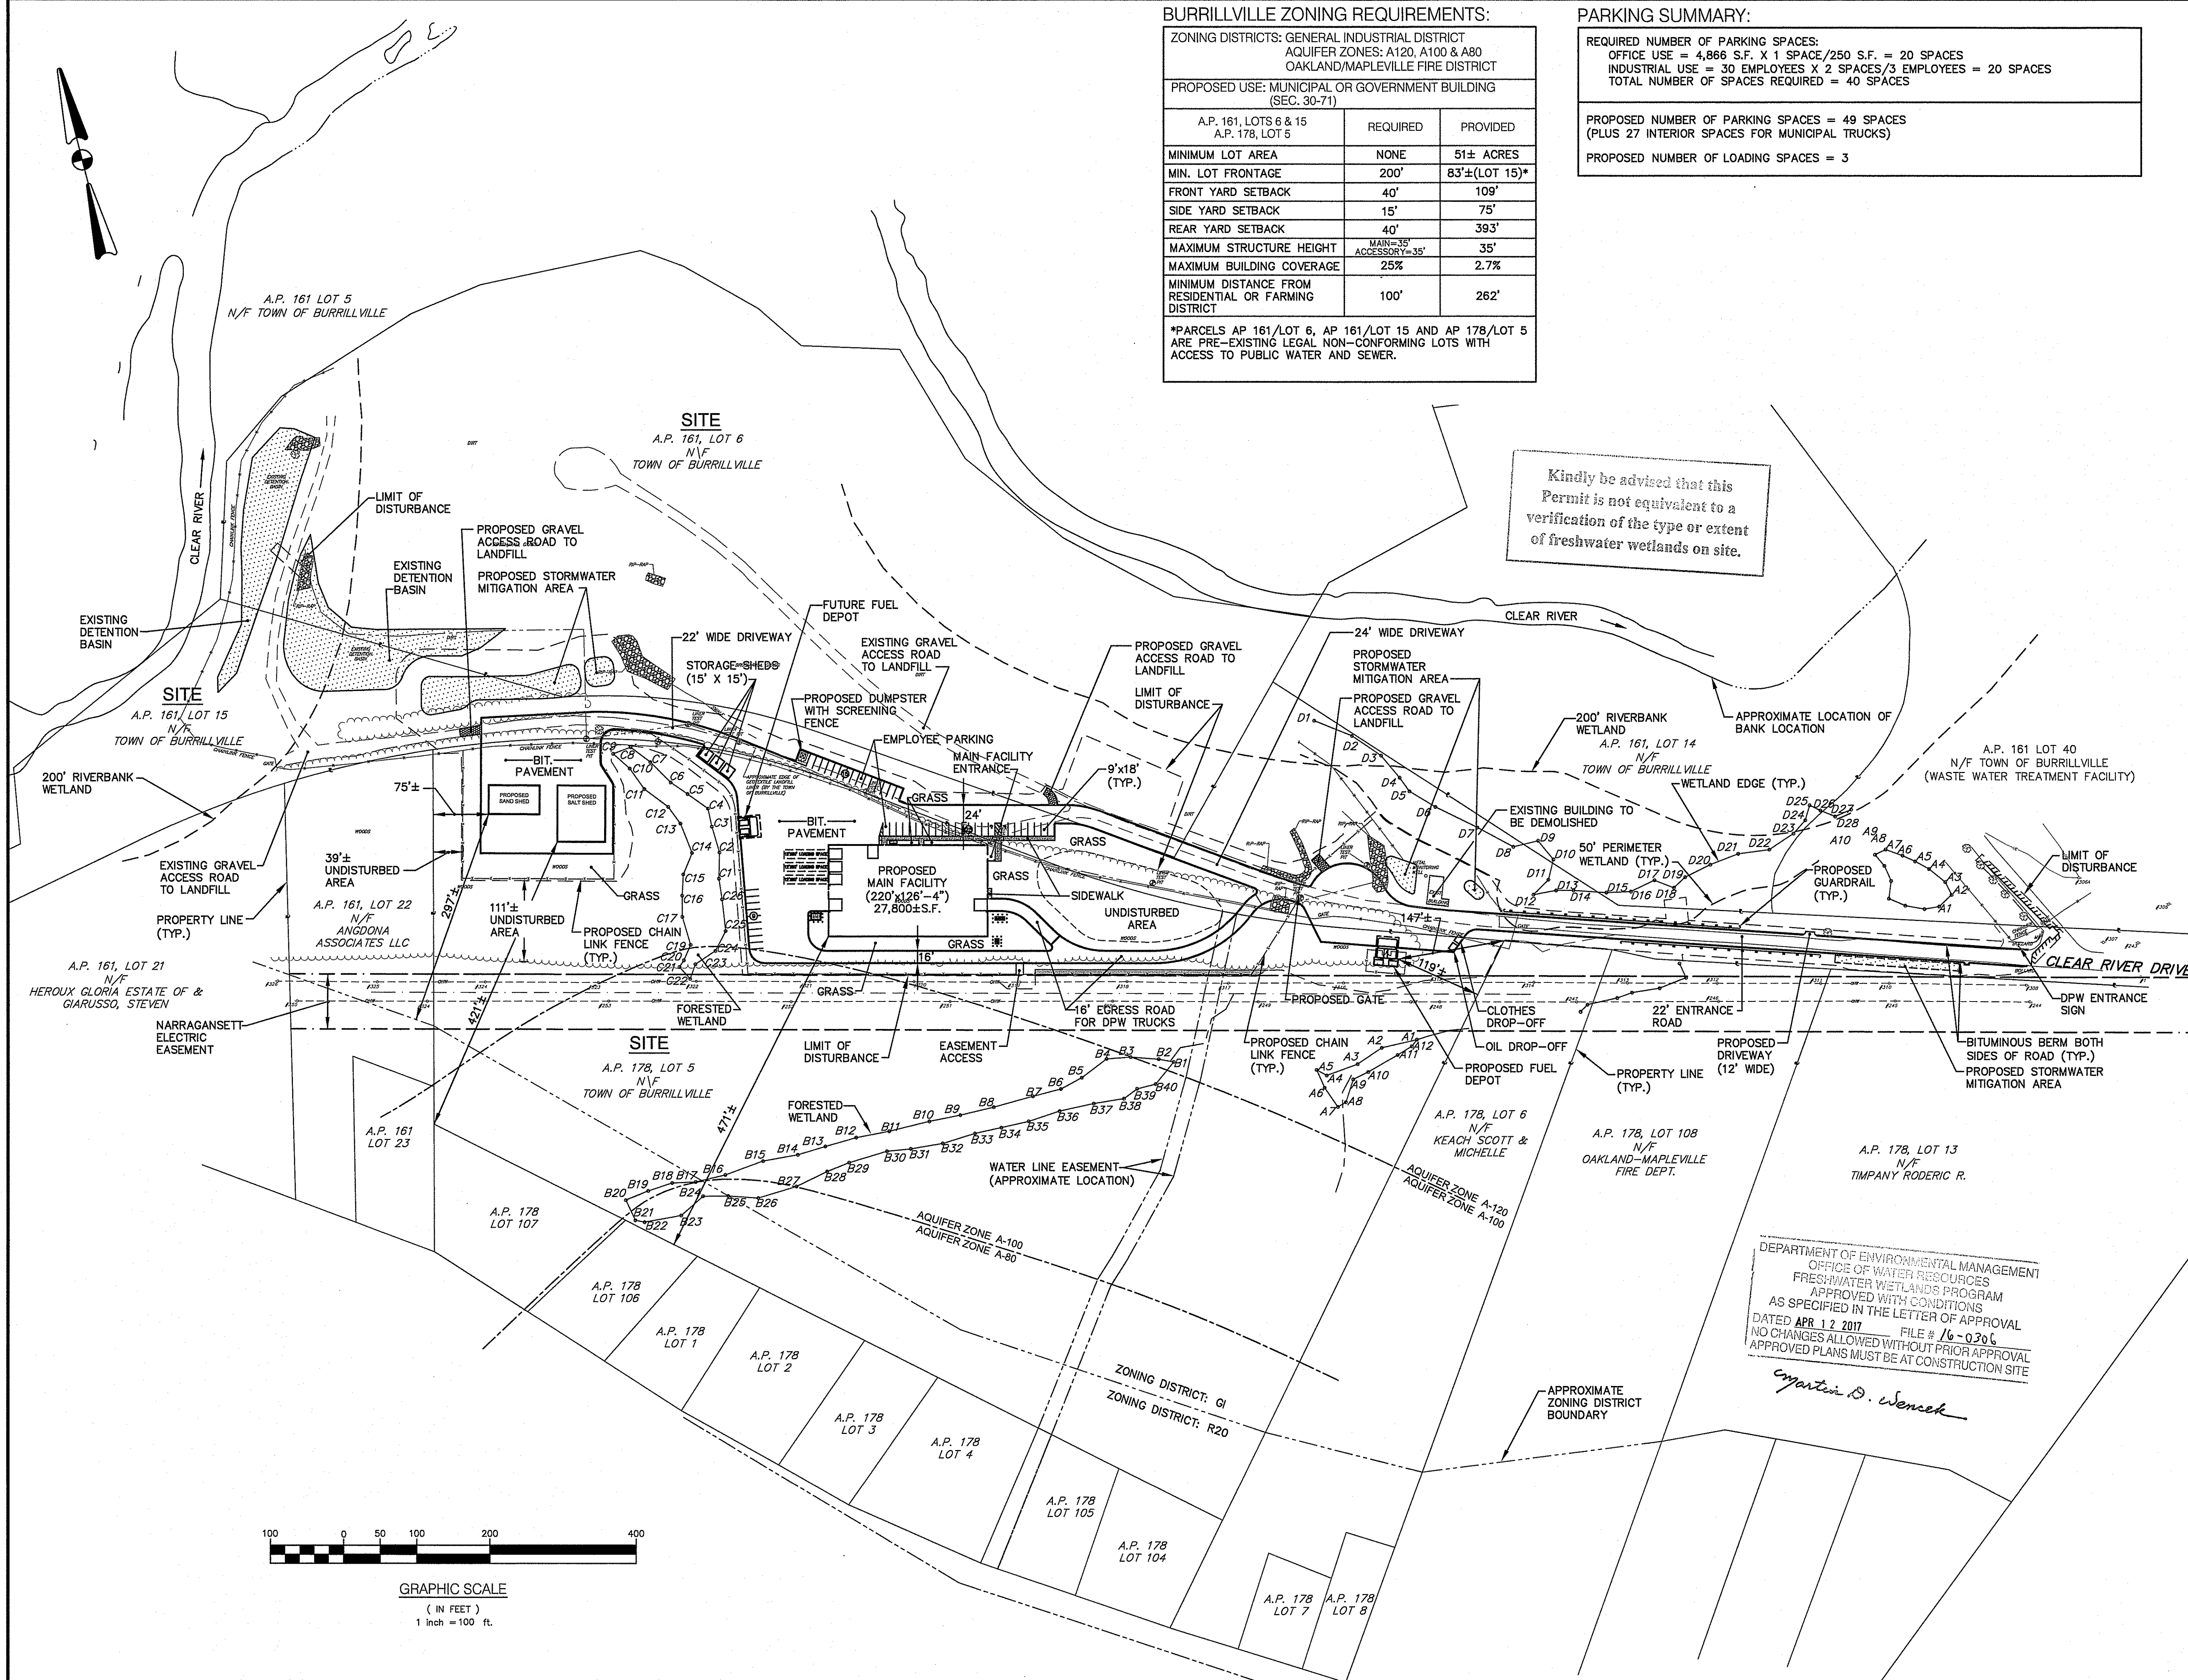 BURRILLVILLE ZONING REQUIREMENTS:
ZONING DISTRICTS: GENERAL INDUSTRIAL DISTRICT
AQUIFER ZONES: A120, A100 & A80
OAKLAND/MAPLEVILLE FIRE DISTRICT
PROPOSED USE: MUNICIPAL OR GOVERNMENT BUILDING
(SEC. 30-71)
A.P. 161, LOTS 6 & 15
A.P. 178, LOT 5
REQUIRED
PROVIDED
MINIMUM LOT AREA NONE 51± ACRES
MIN. LOT FRONTAGE 200' 83'±(LOT 15)*
FRONT YARD SETBACK 40' 109'
SIDE YARD SETBACK 15' 75'
REAR YARD SETBACK 40' 393'
MAXIMUM STRUCTURE HEIGHT MAIN=35' ACCESSORY=35' 35'
MAXIMUM BUILDING COVERAGE 25% 2.7%
MINIMUM DISTANCE FROM
RESIDENTIAL OR FARMING 100' 262'
DISTRICT
*PARCELS AP 161/LOT 6, AP 161/LOT 15 AND AP 178/LOT 5
ARE PRE-EXISTING LEGAL NON-CONFORMING LOTS WITH
ACCESS TO PUBLIC WATER AND SEWER.
PARKING SUMMARY:
REQUIRED NUMBER OF PARKING SPACES:
OFFICE USE = 4,866 S.F. X 1 SPACE/250 S.F. = 20 SPACES
INDUSTRIAL USE = 30 EMPLOYEES X 2 SPACES/3 EMPLOYEES = 20 SPACES
TOTAL NUMBER OF SPACES REQUIRED = 40 SPACES
PROPOSED NUMBER OF PARKING SPACES = 49 SPACES
(PLUS 27 INTERIOR SPACES FOR MUNICIPAL TRUCKS)
PROPOSED NUMBER OF LOADING SPACES = 3
A.P. 161 LOT 5
N/F TOWN OF BURRILLVILLE
CLEAR RIVER
SITE
A.P. 161, LOT 6
N\F
TOWN OF BURRILLVILLE
Kindly be advised that this
Permit is not equivalent to a
verification of the type or extent
of freshwater wetlands on site.
LIMIT OF
DISTURBANCE
PROPOSED GRAVEL
ACCESS ROAD TO
LANDFILL
EXISTING
DETENTION
BASIN
PROPOSED STORMWATER
MITIGATION AREA
EXISTING
DETENTION
BASIN
FUTURE FUEL
DEPOT
22' WIDE DRIVEWAY
STORAGE SHEDS
(15' X 15')
EXISTING GRAVEL
ACCESS ROAD
TO LANDFILL
PROPOSED DUMPSTER
WITH SCREENING
FENCE
EMPLOYEE PARKING
MAIN FACILITY
ENTRANCE
9'x18'
(TYP.)
PROPOSED GRAVEL
ACCESS ROAD TO
LANDFILL
LIMIT OF
DISTURBANCE
24' WIDE DRIVEWAY
PROPOSED
STORMWATER
MITIGATION AREA
PROPOSED GRAVEL
ACCESS ROAD TO
LANDFILL
CLEAR RIVER
200' RIVERBANK
WETLAND
APPROXIMATE LOCATION OF
BANK LOCATION
A.P. 161, LOT 14
N/F
TOWN OF BURRILLVILLE
WETLAND EDGE (TYP.)
A.P. 161 LOT 40
N/F TOWN OF BURRILLVILLE
(WASTE WATER TREATMENT FACILITY)
EXISTING BUILDING TO
BE DEMOLISHED
50' PERIMETER
WETLAND (TYP.)
PROPOSED
GUARDRAIL
(TYP.)
LIMIT OF
DISTURBANCE
SITE
A.P. 161, LOT 15
N/F
TOWN OF BURRILLVILLE
200' RIVERBANK
WETLAND
75'±
BIT.
PAVEMENT
PROPOSED
SAND SHED
PROPOSED
SALT SHED
WOODS
EXISTING GRAVEL
ACCESS ROAD
TO LANDFILL
39'±
UNDISTURBED
AREA
PROPERTY LINE
(TYP.)
A.P. 161, LOT 22
N/F
ANGDONA
ASSOCIATES LLC
297'±
111'±
UNDISTURBED
AREA
PROPOSED CHAIN
LINK FENCE
(TYP.)
GRASS
BIT.
PAVEMENT
GRASS
24'
PROPOSED
MAIN FACILITY
(220'x126'-4")
27,800±S.F.
GRASS
GRASS
SIDEWALK
UNDISTURBED
AREA
GRASS
16'
GRASS
A.P. 161, LOT 21
N/F
HEROUX GLORIA ESTATE OF &
GIARUSSO, STEVEN
NARRAGANSETT
ELECTRIC
EASEMENT
421'±
FORESTED
WETLAND
LIMIT OF
DISTURBANCE
EASEMENT
ACCESS
16' EGRESS ROAD
FOR DPW TRUCKS
PROPOSED GATE
147'±
119'±
CLOTHES
DROP-OFF
OIL DROP-OFF
PROPOSED FUEL
DEPOT
PROPOSED CHAIN
LINK FENCE
(TYP.)
22' ENTRANCE
ROAD
PROPOSED
DRIVEWAY
(12' WIDE)
PROPERTY LINE
(TYP.)
CLEAR RIVER DRIVE
DPW ENTRANCE
SIGN
BITUMINOUS BERM BOTH
SIDES OF ROAD (TYP.)
PROPOSED STORMWATER
MITIGATION AREA
SITE
A.P. 178, LOT 5
N\F
TOWN OF BURRILLVILLE
FORESTED
WETLAND
471'±
WATER LINE EASEMENT
(APPROXIMATE LOCATION)
A.P. 178, LOT 6
N/F
KEACH SCOTT &
MICHELLE
A.P. 178, LOT 108
N/F
OAKLAND-MAPLEVILLE
FIRE DEPT.
A.P. 178, LOT 13
N/F
TIMPANY RODERIC R.
AQUIFER ZONE A-120
AQUIFER ZONE A-100
AQUIFER ZONE A-100
AQUIFER ZONE A-80
A.P. 161
LOT 23
A.P. 178
LOT 107
A.P. 178
LOT 106
A.P. 178
LOT 1
A.P. 178
LOT 2
A.P. 178
LOT 3
A.P. 178
LOT 4
A.P. 178
LOT 105
A.P. 178
LOT 104
A.P. 178
LOT 7
A.P. 178
LOT 8
ZONING DISTRICT: GI
ZONING DISTRICT: R20
APPROXIMATE
ZONING DISTRICT
BOUNDARY
DEPARTMENT OF ENVIRONMENTAL MANAGEMENT
OFFICE OF WATER RESOURCES
FRESHWATER WETLANDS PROGRAM
APPROVED WITH CONDITIONS
AS SPECIFIED IN THE LETTER OF APPROVAL
DATED APR 12 2017 FILE # 16-0306
NO CHANGES ALLOWED WITHOUT PRIOR APPROVAL
APPROVED PLANS MUST BE AT CONSTRUCTION SITE
Martin D. Wencek
100 0 50 100 200 400
GRAPHIC SCALE
( IN FEET )
1 inch = 100 ft.